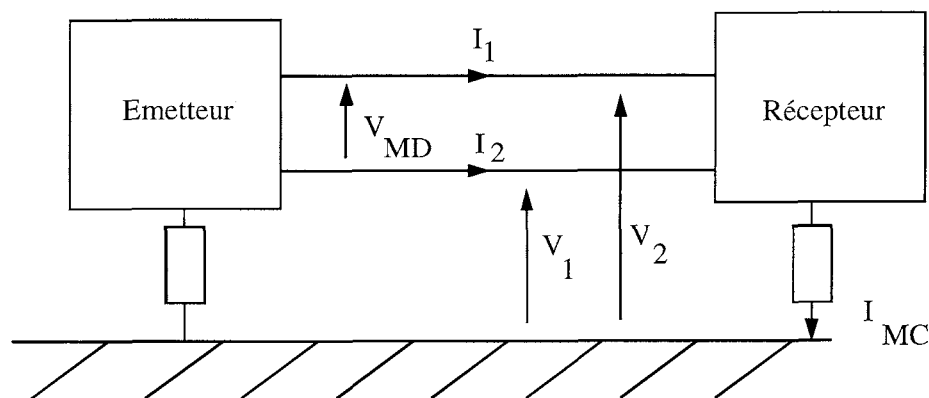 I1
Emetteur
Récepteur
VMD
I2
V1
V2
IMC